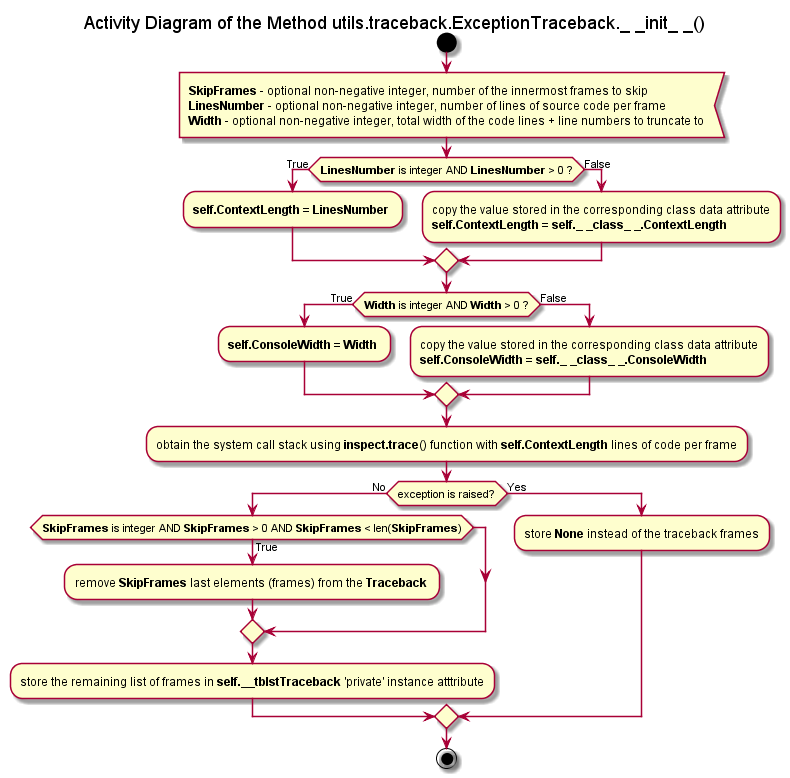 Activity Diagram of the Method utils.traceback.ExceptionTraceback._ _init_ _()
SkipFrames - optional non-negative integer, number of the innermost frames to skip
LinesNumber - optional non-negative integer, number of lines of source code per frame
Width - optional non-negative integer, total width of the code lines + line numbers to truncate to
LinesNumber is integer AND LinesNumber > 0 ?
True
False
self.ContextLength = LinesNumber
copy the value stored in the corresponding class data attribute
self.ContextLength = self._ _class_ _.ContextLength
Width is integer AND Width > 0 ?
True
False
self.ConsoleWidth = Width
copy the value stored in the corresponding class data attribute
self.ConsoleWidth = self._ _class_ _.ConsoleWidth
obtain the system call stack using inspect.trace() function with self.ContextLength lines of code per frame
exception is raised?
No
Yes
SkipFrames is integer AND SkipFrames > 0 AND SkipFrames < len(SkipFrames)
True
store None instead of the traceback frames
remove SkipFrames last elements (frames) from the Traceback
store the remaining list of frames in self.__tblstTraceback 'private' instance atttribute